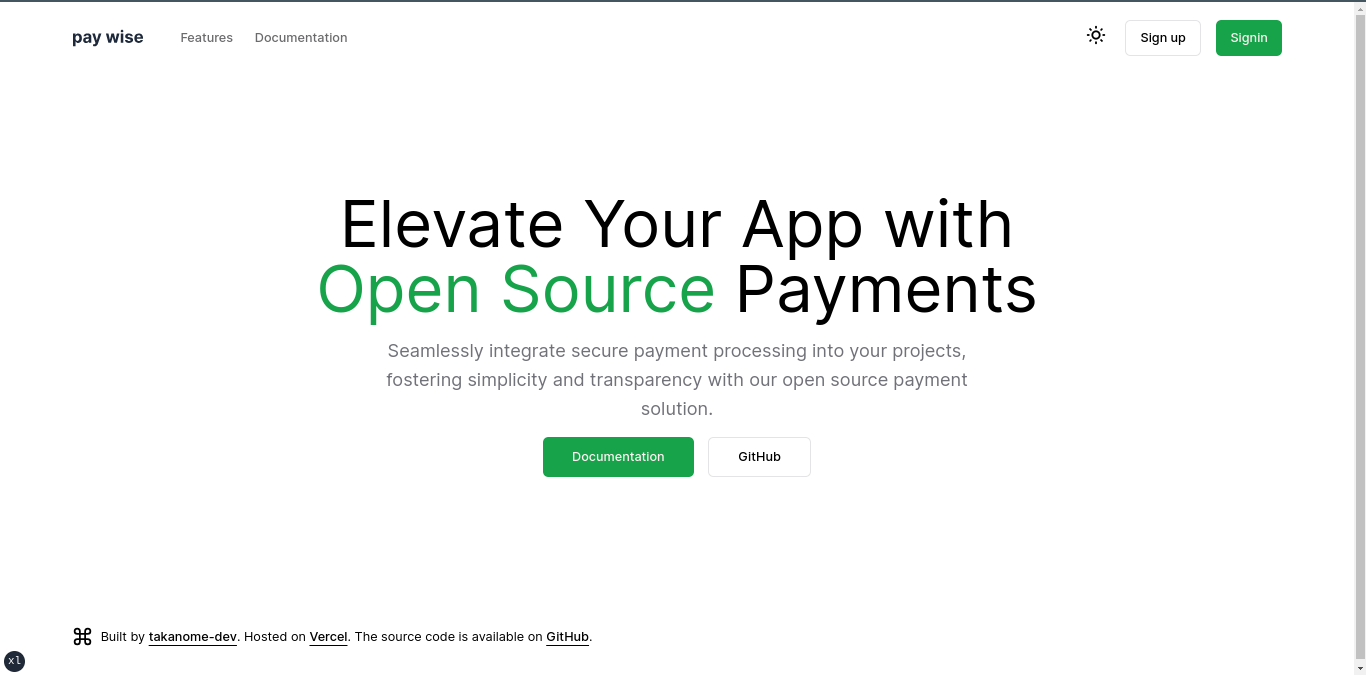 pay wise Features Documentation Sign up Signin
Elevate Your App with
Open Source Payments
Seamlessly integrate secure payment processing into your projects,
fostering simplicity and transparency with our open source payment
solution.
Documentation GitHub
Built by takanome-dev. Hosted on Vercel. The source code is available on GitHub.
xl